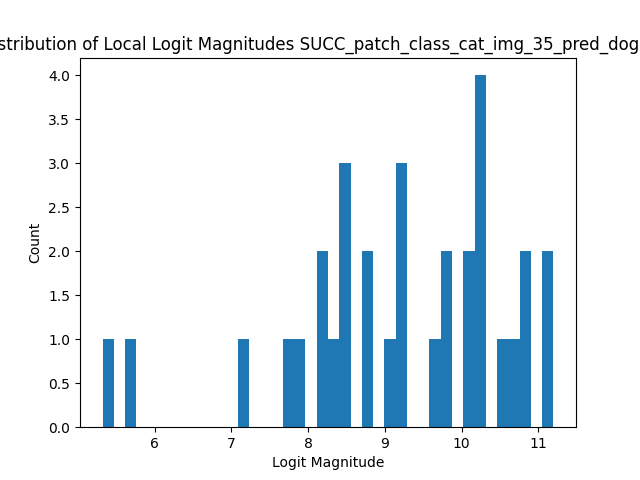 stribution of Local Logit Magnitudes SUCC_patch_class_cat_img_35_pred_dog
4.0
3.5
3.0
2.5
2.0
1.5
1.0
0.5
0.0
Count
6 7 8 9 10 11
Logit Magnitude